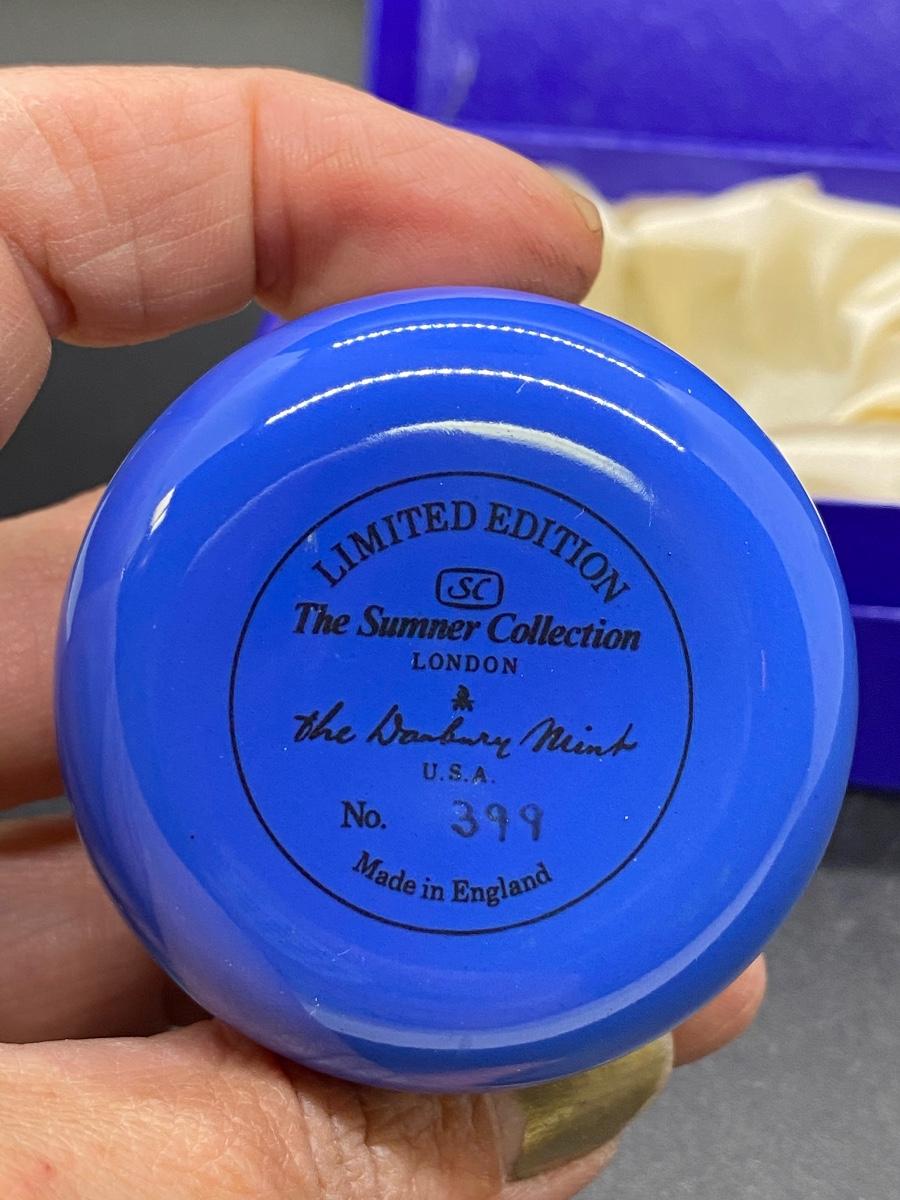 LIMITED EDITION
SC
The Sumner Collection
LONDON
the Danbury Mint
U.S.A.
No. 399
Made in England